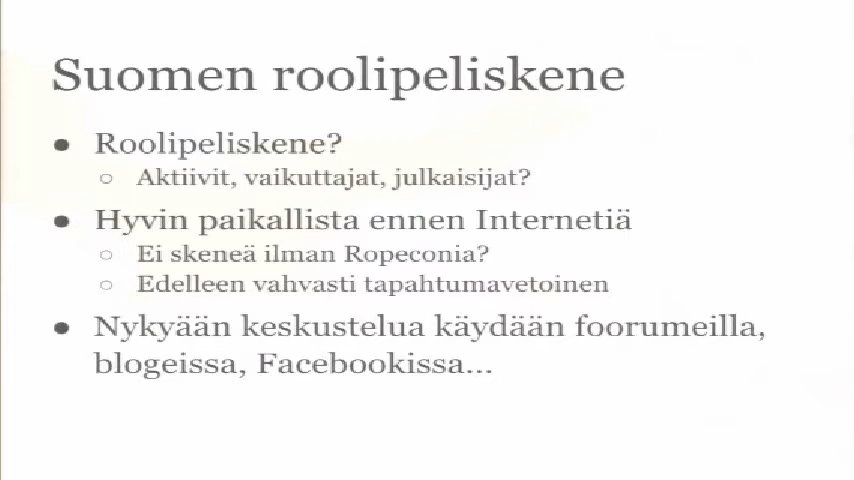 Suomen roolipeliskene
● Roolipeliskene?
○ Aktiivit, vaikuttajat, julkaisijat?
● Hyvin paikallista ennen Internetiä
○ Ei skeneä ilman Ropeconia?
○ Edelleen vahvasti tapahtumavetoinen
● Nykyään keskustelua käydään foorumeilla,
blogeissa, Facebookissa...